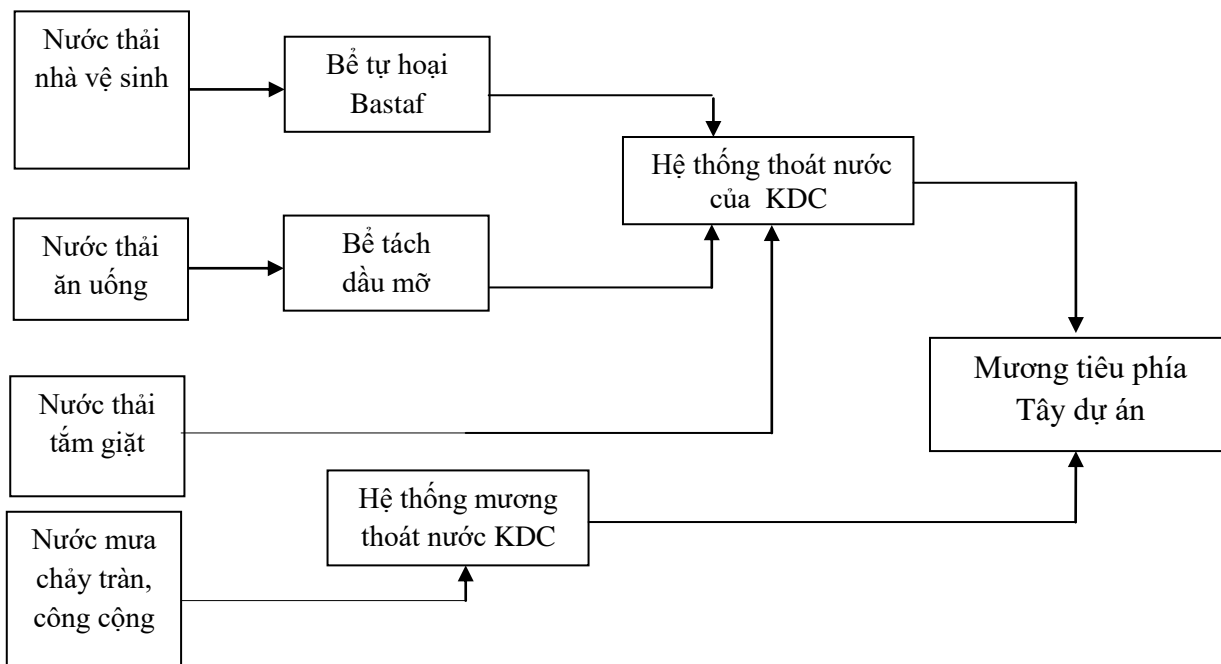 Nước thải
nhà vệ sinh
Bể tự hoại
Bastaf
Hệ thống thoát nước
của KDC
Nước thải
ăn uống
Bể tách
dầu mỡ
Mương tiêu phía
Tây dự án
Nước thải
tắm giặt
Hệ thống mương
thoát nước KDC
Nước mưa
chảy tràn,
công cộng